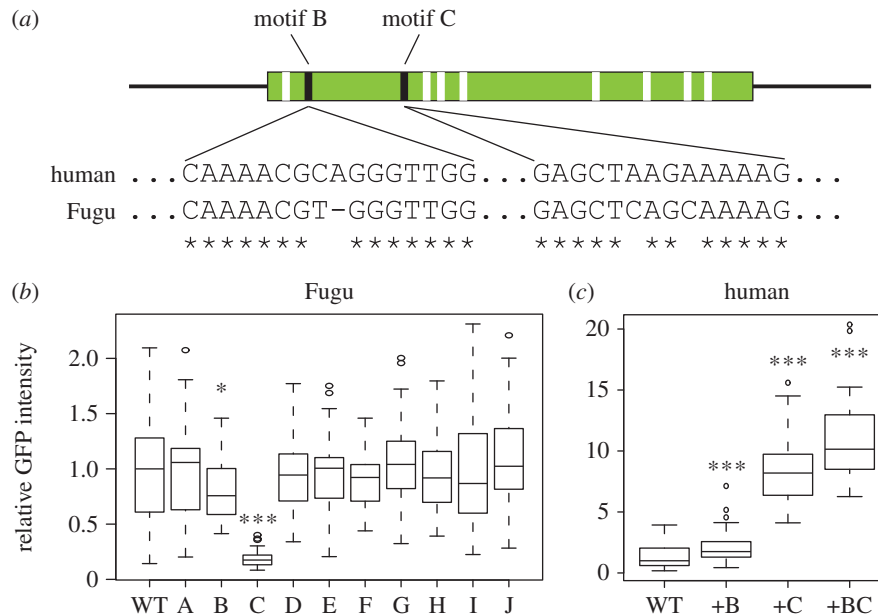 (a)
motif B motif C
human ...CAAAACGCAGGGTTGG...GAGCTAAGAAAAAG...
Fugu ...CAAAACGT-GGGTTGG...GAGCTCAGCAAAAG...
******* ******* ***** ** *****
(b) Fugu
relative GFP intensity
2.0
1.5
1.0
0.5
0
* ***
WT A B C D E F G H I J
(c) human
20
15
10
5
0
*** *** ***
WT +B +C +BC